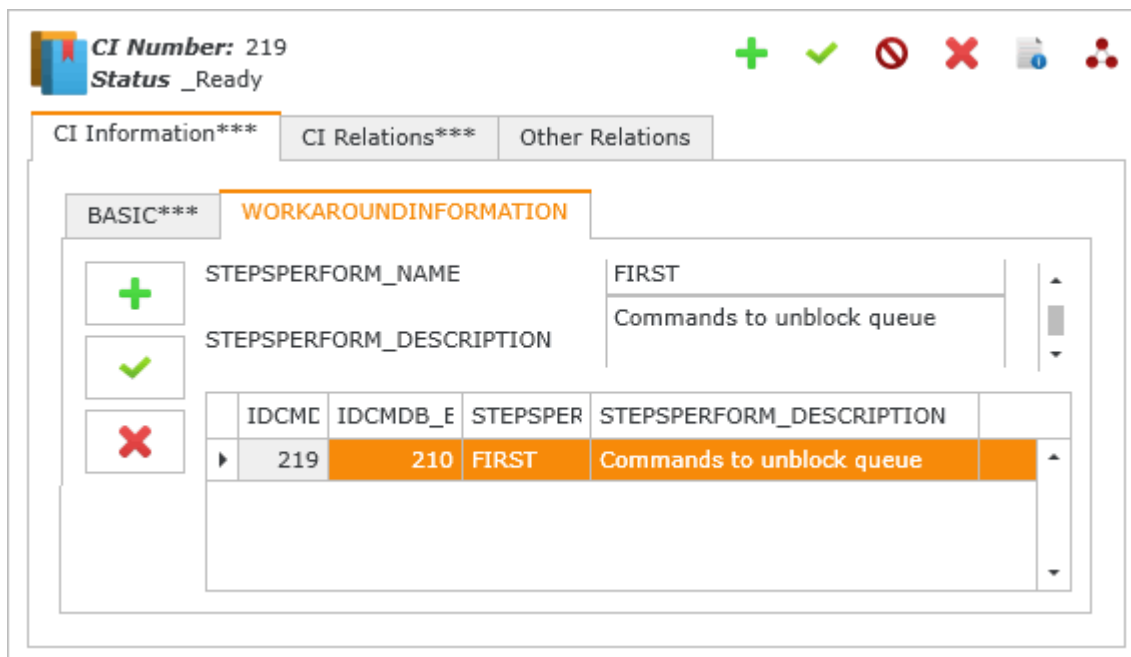 CI Number: 219
Status _Ready
CI Information*** CI Relations*** Other Relations
BASIC*** WORKAROUNDINFORMATION
STEPSPERFORM_NAME FIRST
STEPSPERFORM_DESCRIPTION Commands to unblock queue
IDCMD IDCMDB_E STEPSPER STEPSPERFORM_DESCRIPTION
219 210 FIRST Commands to unblock queue